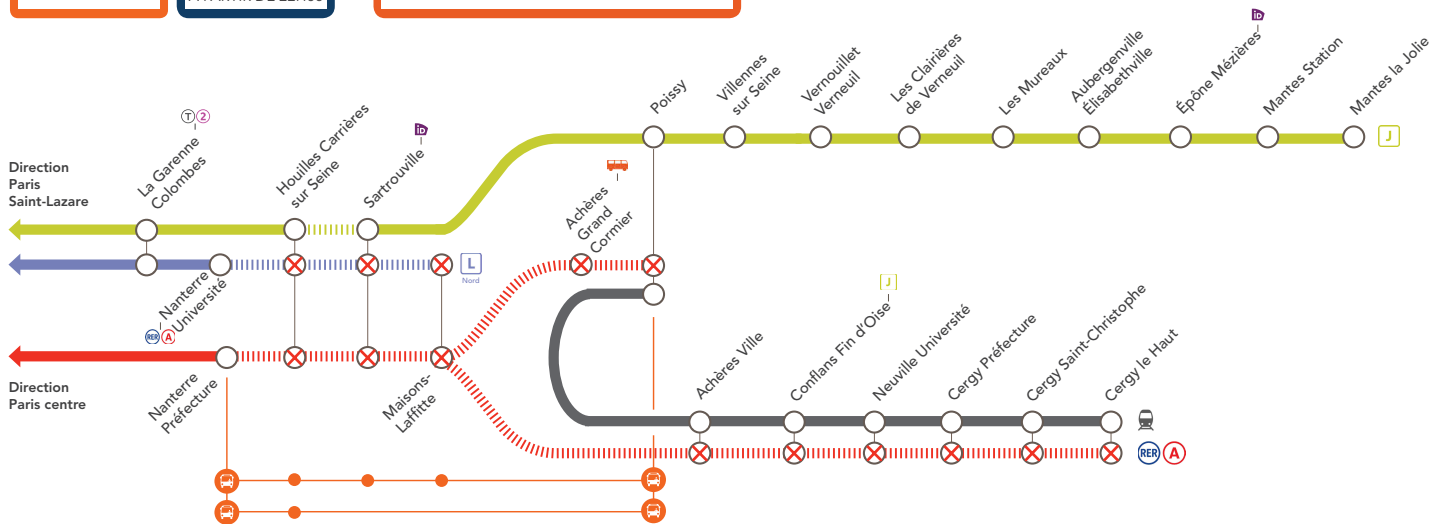 Direction
Paris
Saint-Lazare
T 2
La Garenne
Colombes
Houilles Carrières
sur Seine
iD
Sartrouville
Poissy
Villennes
sur Seine
Vernouillet
Verneuil
Les Clairières
de Verneuil
Les Mureaux
Aubergenville
Élisabethville
iD
Épône Mézières
Mantes Station
Mantes la Jolie
J
Achères
Grand
Cormier
L
Nord
Nanterre
Université
RER A
J
Direction
Paris centre
Nanterre
Préfecture
Maisons-
Laffitte
Achères Ville
Conflans Fin d'Oise
Neuville Université
Cergy Préfecture
Cergy Saint-Christophe
Cergy le Haut
RER A